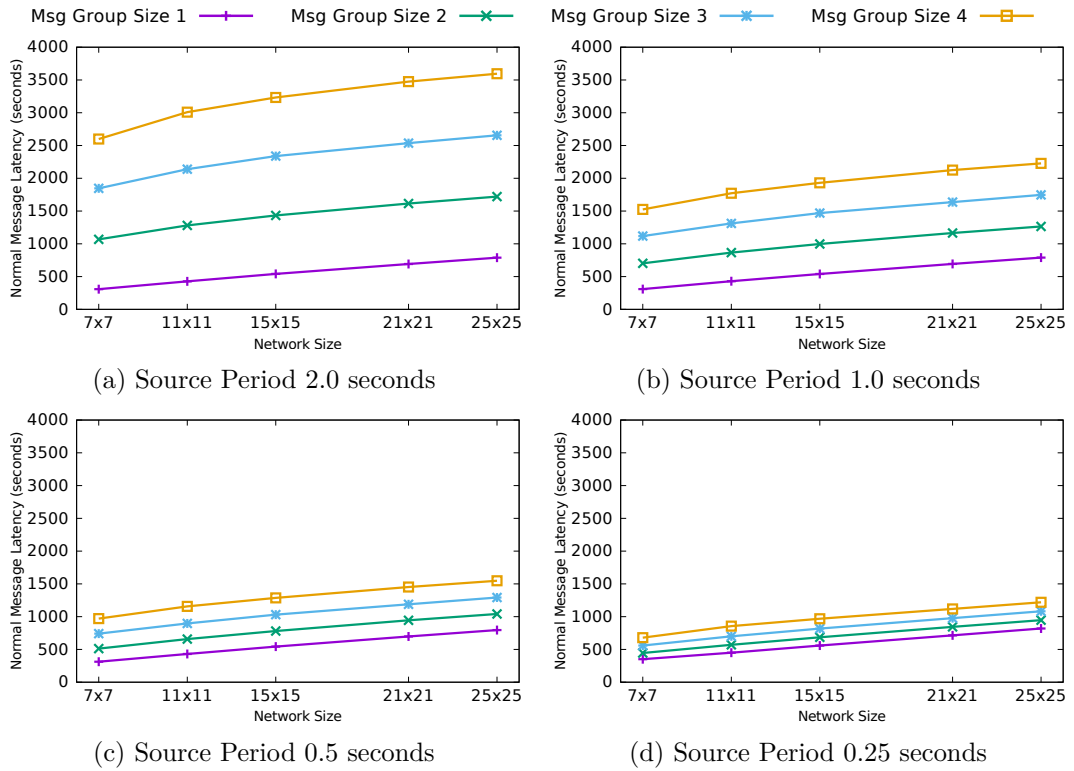 Msg Group Size 1 Msg Group Size 2 Msg Group Size 3 Msg Group Size 4
Normal Message Latency (seconds)
4000
3500
3000
2500
2000
1500
1000
500
0
7x7 11x11 15x15 21x21 25x25
Network Size
(a) Source Period 2.0 seconds
Normal Message Latency (seconds)
4000
3500
3000
2500
2000
1500
1000
500
0
7x7 11x11 15x15 21x21 25x25
Network Size
(b) Source Period 1.0 seconds
Normal Message Latency (seconds)
4000
3500
3000
2500
2000
1500
1000
500
0
7x7 11x11 15x15 21x21 25x25
Network Size
(c) Source Period 0.5 seconds
Normal Message Latency (seconds)
4000
3500
3000
2500
2000
1500
1000
500
0
7x7 11x11 15x15 21x21 25x25
Network Size
(d) Source Period 0.25 seconds